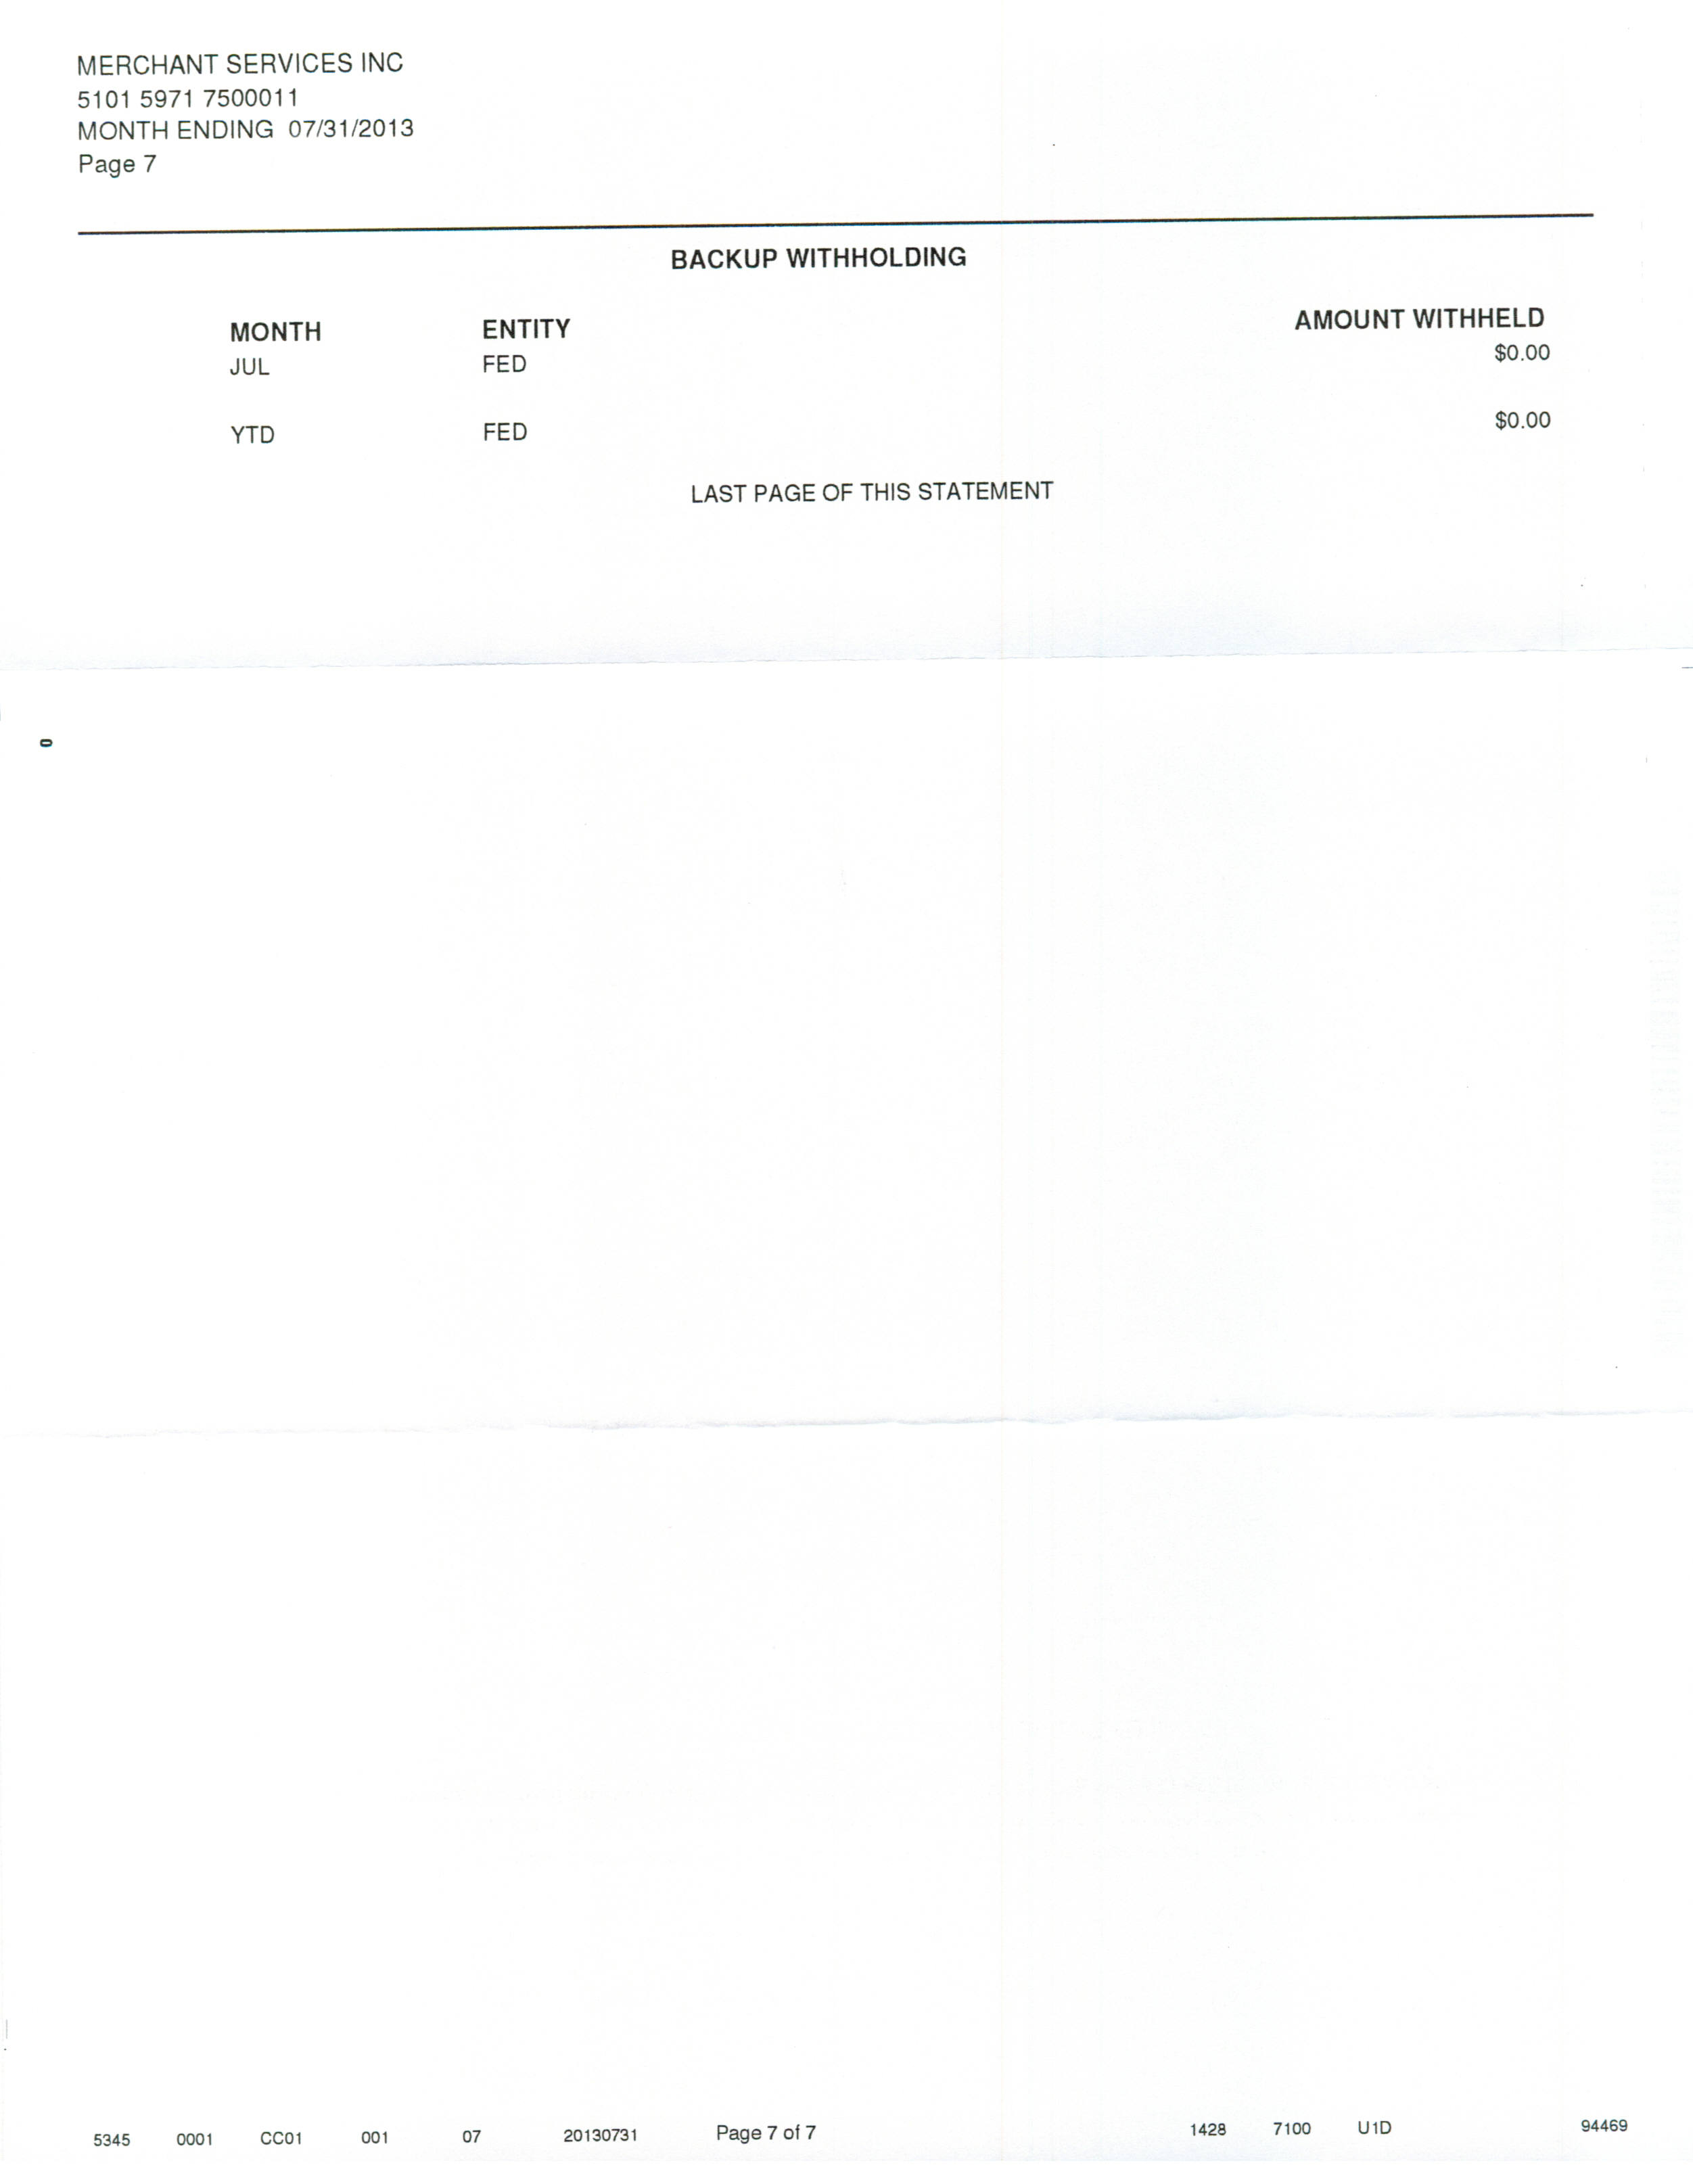 MERCHANT SERVICES INC
5101 5971 7500011
MONTH ENDING 07/31/2013
Page 7
BACKUP WITHHOLDING
MONTH ENTITY AMOUNT WITHHELD
JUL FED $0.00
YTD FED $0.00
LAST PAGE OF THIS STATEMENT
0
5345 0001 CC01 001 07 20130731 Page 7 of 7 1428 7100 U1D 94469